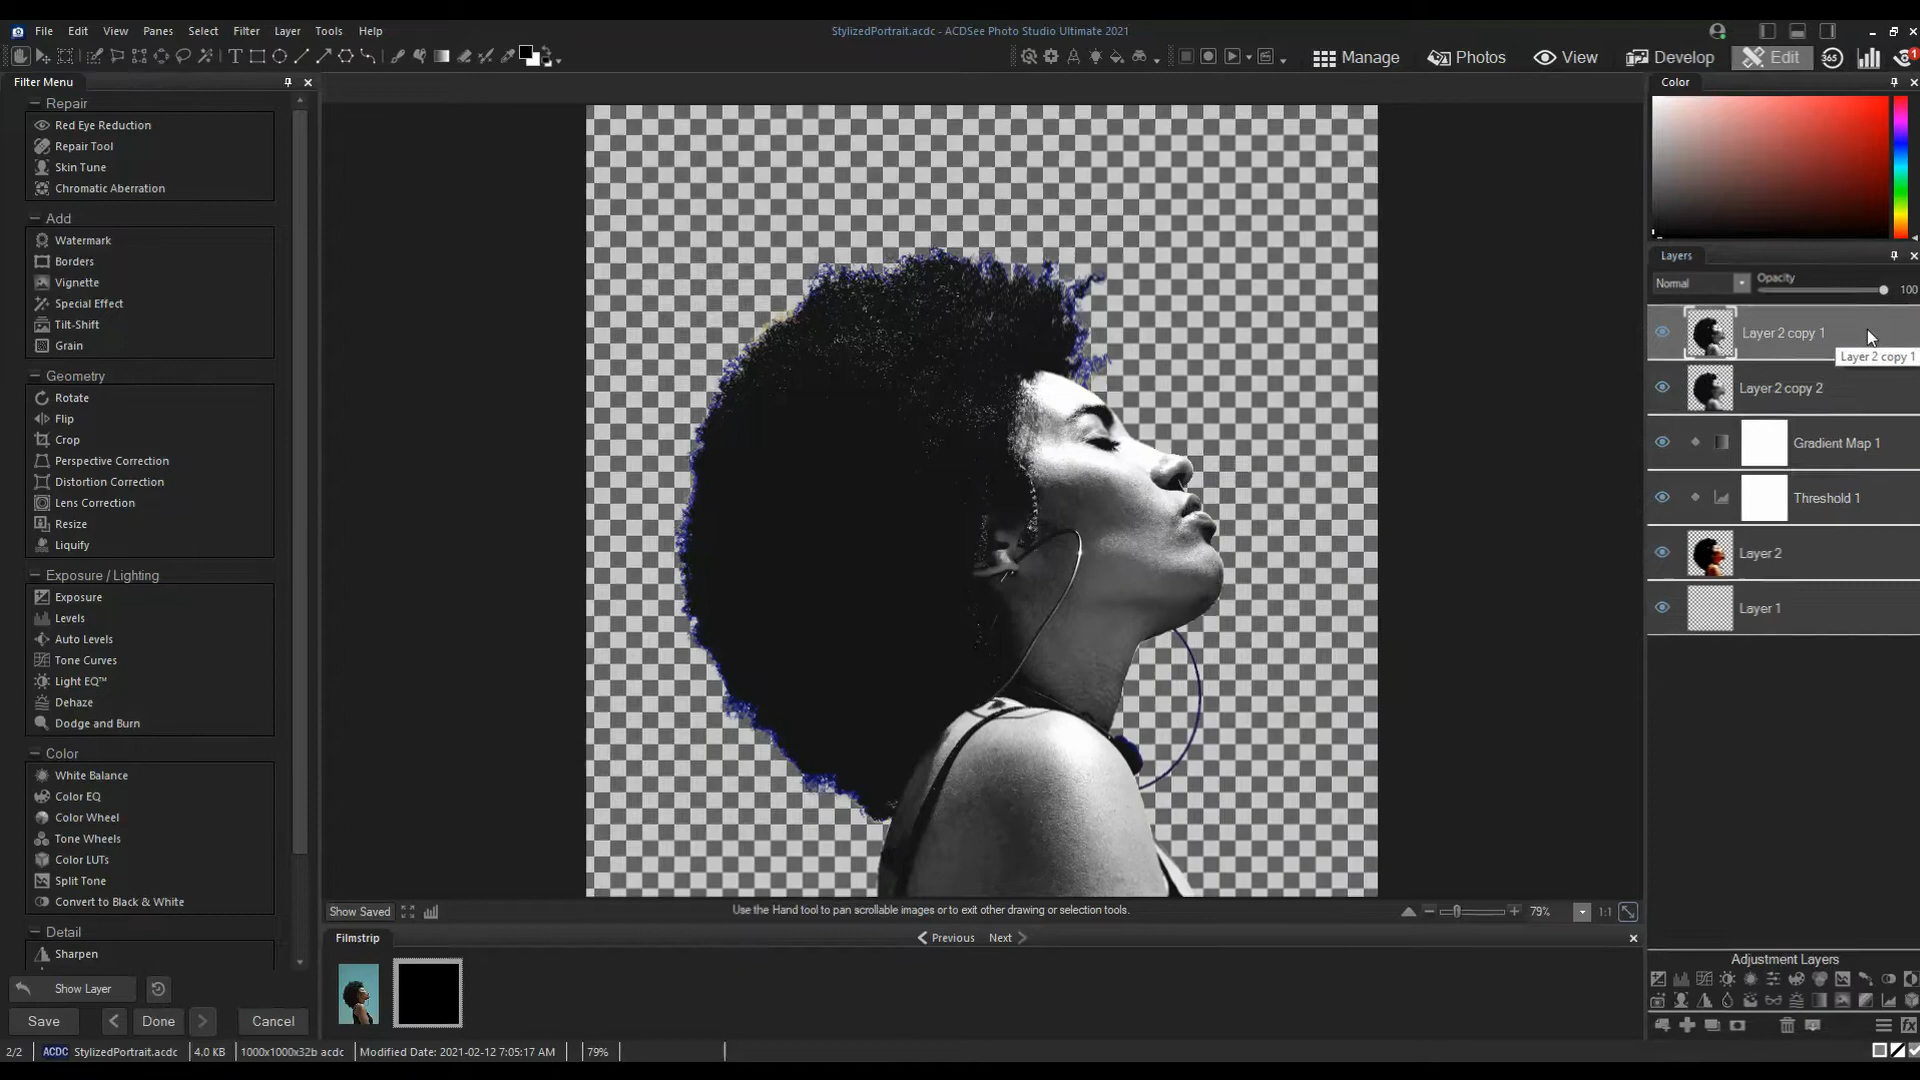 File Edit View Panes Select Filter Layer Tools Help
StylizedPortrait.acdc - ACDSee Photo Studio Ultimate 2021
T
Manage Photos View Develop Edit 365 1
Filter Menu
Repair
Red Eye Reduction
Repair Tool
Skin Tune
Chromatic Aberration
Add
Watermark
Borders
Vignette
Special Effect
Tilt-Shift
Grain
Geometry
Rotate
Flip
Crop
Perspective Correction
Distortion Correction
Lens Correction
Resize
Liquify
Exposure / Lighting
Exposure
Levels
Auto Levels
Tone Curves
Light EQ™
Dehaze
Dodge and Burn
Color
White Balance
Color EQ
Color Wheel
Tone Wheels
Color LUTs
Split Tone
Convert to Black & White
Detail
Sharpen
Show Layer
Save Done Cancel
Show Saved
Use the Hand tool to pan scrollable images or to exit other drawing or selection tools.
79% 1:1
Filmstrip
Previous Next
Color
Layers
Normal Opacity 100
Layer 2 copy 1
Layer 2 copy 1
Layer 2 copy 2
Gradient Map 1
Threshold 1
Layer 2
Layer 1
Adjustment Layers
fx
2/2 ACDC StylizedPortrait.acdc 4.0 KB 1000x1000x32b acdc Modified Date: 2021-02-12 7:05:17 AM 79%